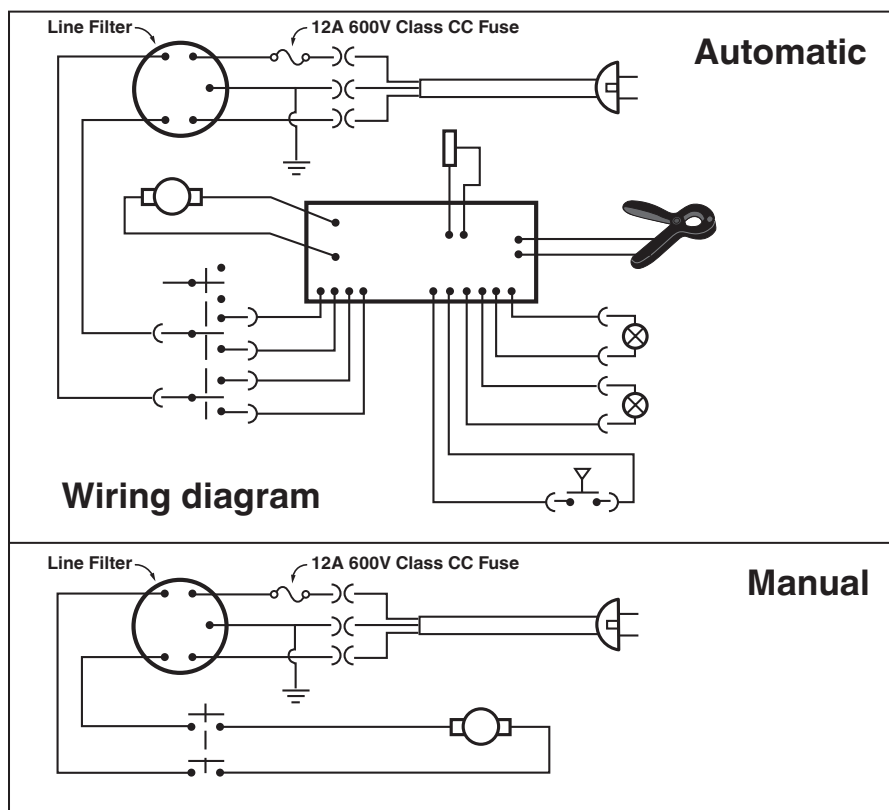 Line Filter
12A 600V Class CC Fuse
Automatic
Wiring diagram
Line Filter
12A 600V Class CC Fuse
Manual